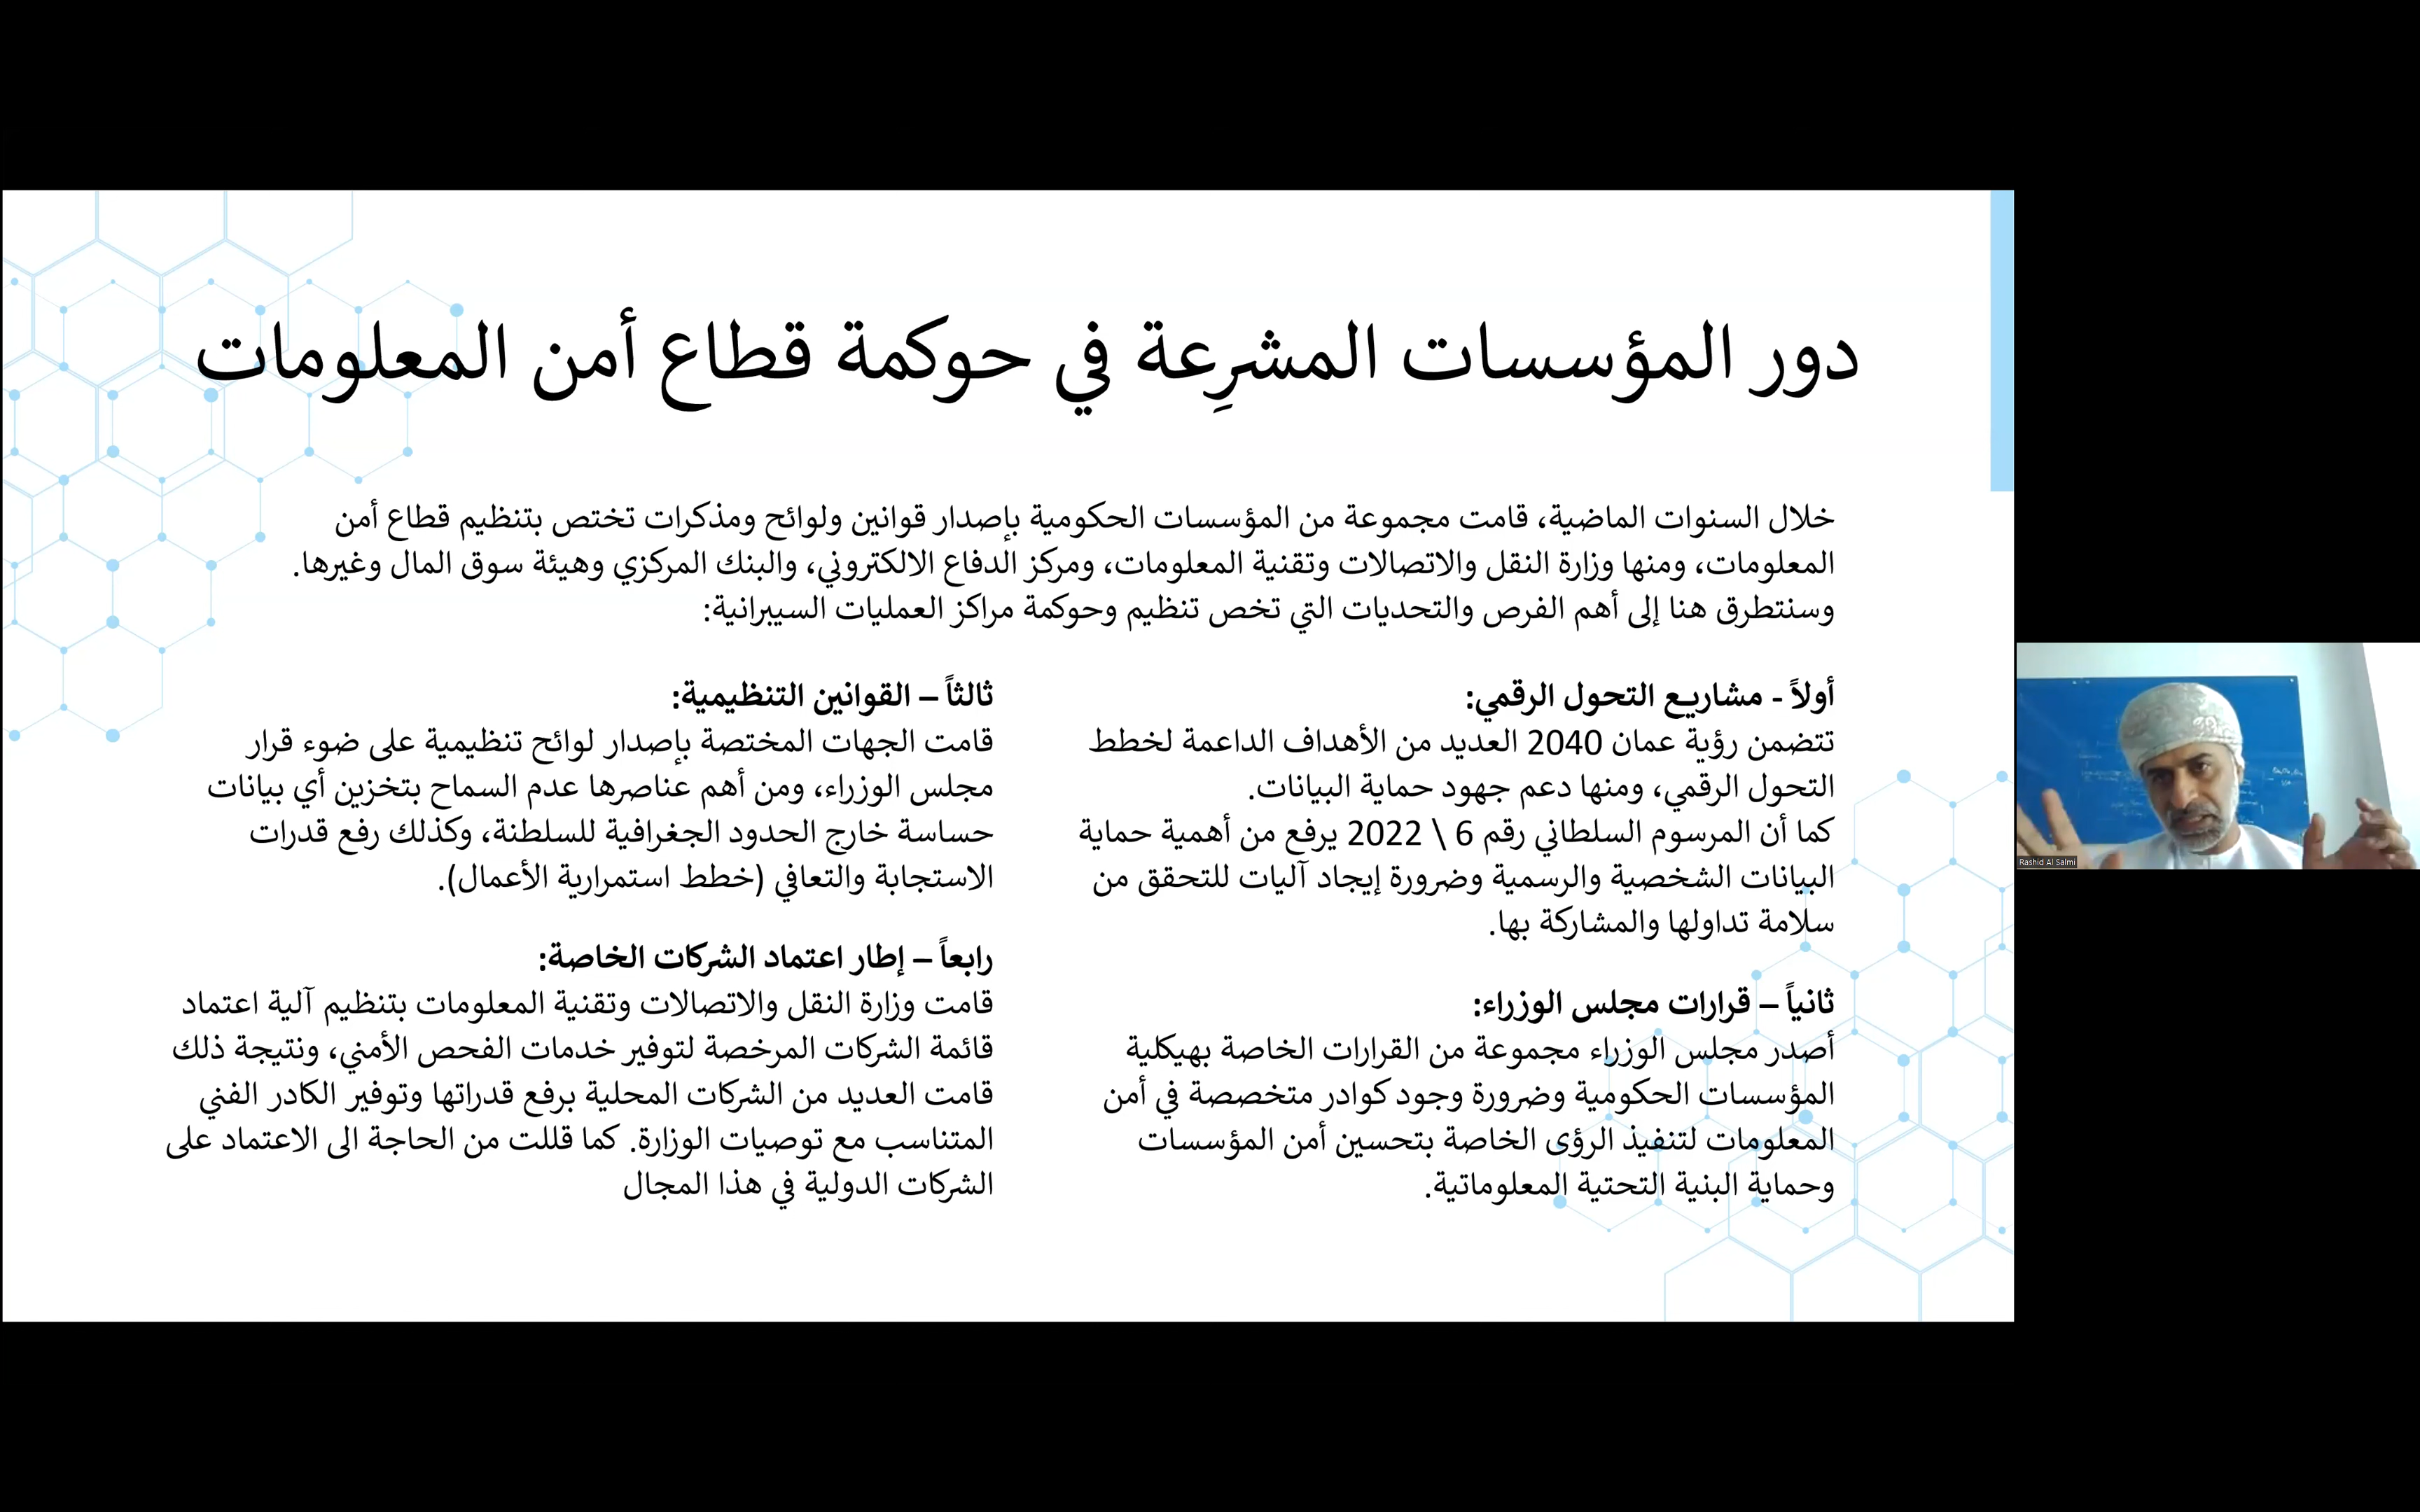 دور المؤسسات المشرِعة في حوكمة قطاع أمن المعلومات
خلال السنوات الماضية، قامت مجموعة من المؤسسات الحكومية بإصدار قوانين ولوائح ومذكرات تختص بتنظيم قطاع أمن
المعلومات، ومنها وزارة النقل والاتصالات وتقنية المعلومات، ومركز الدفاع الالكتروني، والبنك المركزي وهيئة سوق المال وغيرها.
وسنتطرق هنا إلى أهم الفرص والتحديات التي تخص تنظيم وحوكمة مراكز العمليات السيبرانية:
أولاً - مشاريع التحول الرقمي:
تتضمن رؤية عمان 2040 العديد من الأهداف الداعمة لخطط
التحول الرقمي، ومنها دعم جهود حماية البيانات.
كما أن المرسوم السلطاني رقم 6 \ 2022 يرفع من أهمية حماية
البيانات الشخصية والرسمية وضرورة إيجاد آليات للتحقق من
سلامة تداولها والمشاركة بها.
ثانياً – قرارات مجلس الوزراء:
أصدر مجلس الوزراء مجموعة من القرارات الخاصة بهيكلية
المؤسسات الحكومية وضرورة وجود كوادر متخصصة في أمن
المعلومات لتنفيذ الرؤى الخاصة بتحسين أمن المؤسسات
وحماية البنية التحتية المعلوماتية.
ثالثاً – القوانين التنظيمية:
قامت الجهات المختصة بإصدار لوائح تنظيمية على ضوء قرار
مجلس الوزراء، ومن أهم عناصرها عدم السماح بتخزين أي بيانات
حساسة خارج الحدود الجغرافية للسلطنة، وكذلك رفع قدرات
الاستجابة والتعافي (خطط استمرارية الأعمال).
رابعاً – إطار اعتماد الشركات الخاصة:
قامت وزارة النقل والاتصالات وتقنية المعلومات بتنظيم آلية اعتماد
قائمة الشركات المرخصة لتوفير خدمات الفحص الأمني، ونتيجة ذلك
قامت العديد من الشركات المحلية برفع قدراتها وتوفير الكادر الفني
المتناسب مع توصيات الوزارة. كما قللت من الحاجة الى الاعتماد على
الشركات الدولية في هذا المجال
Rashid Al Salmi